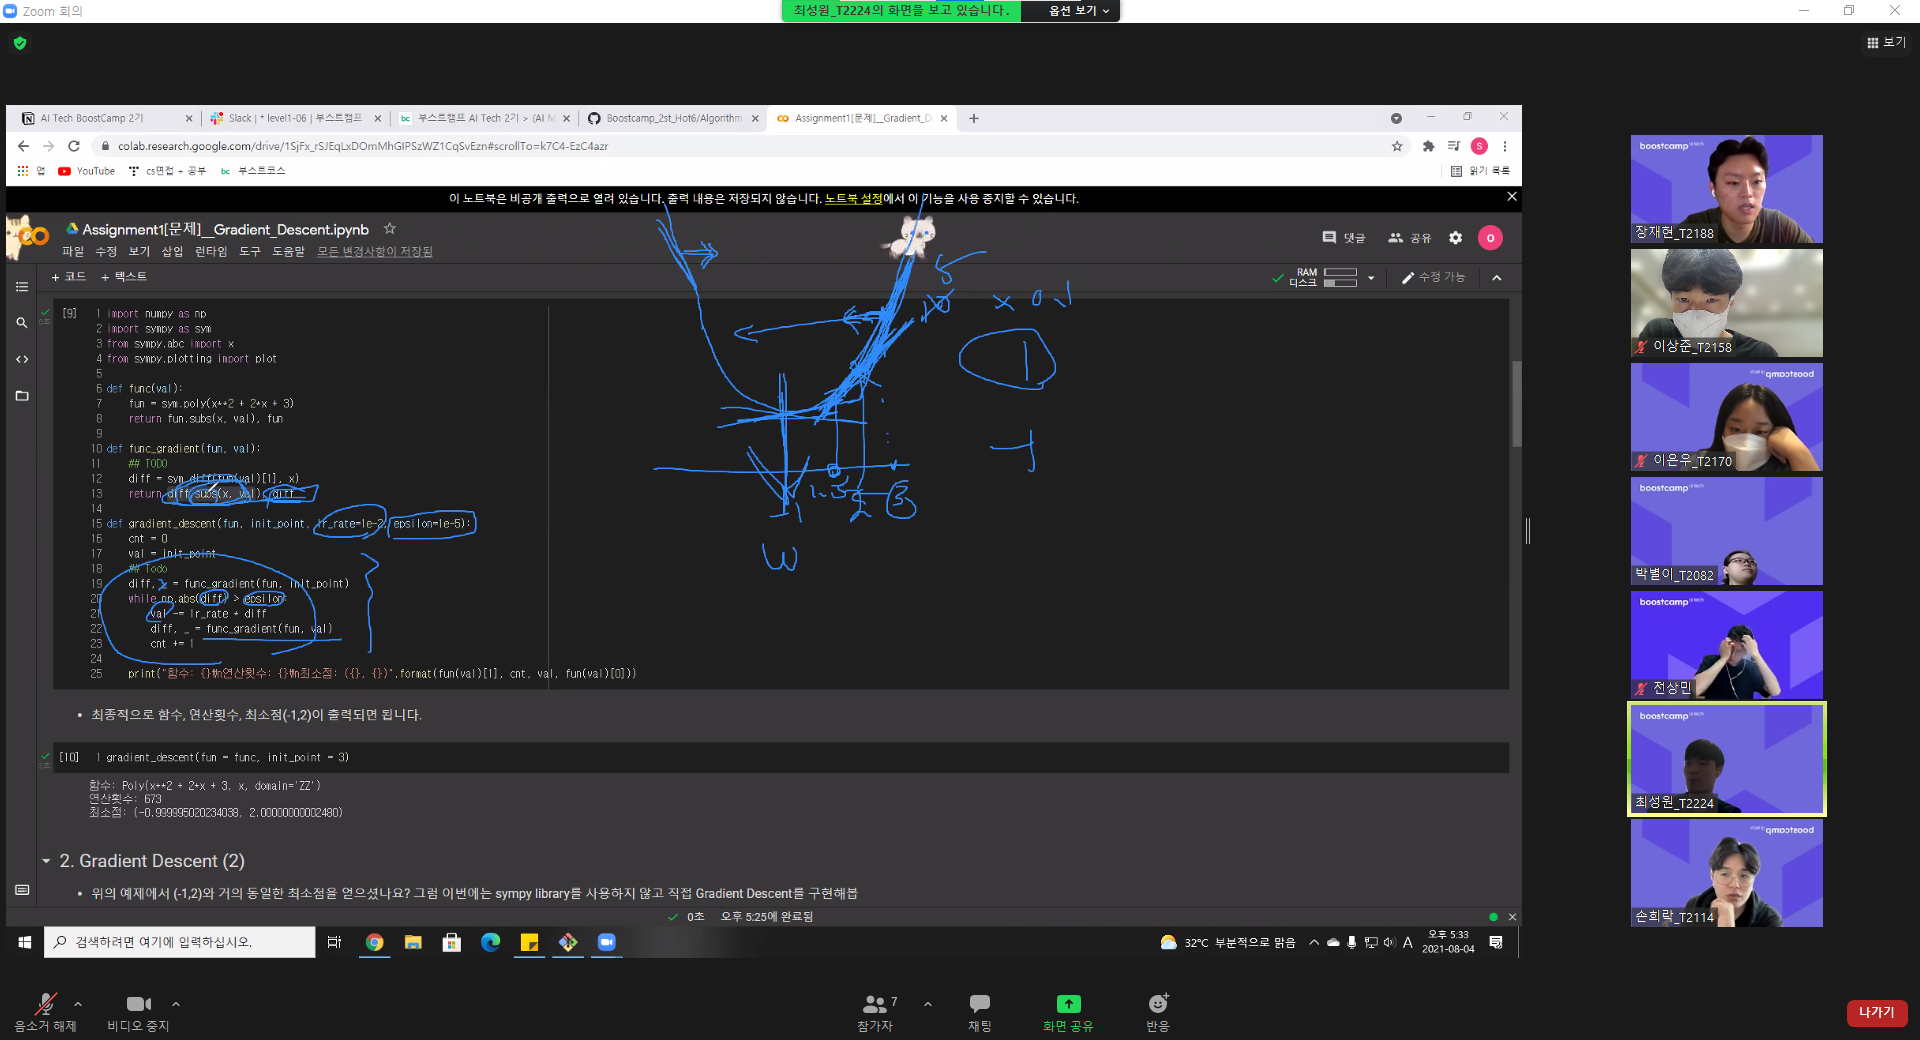 Zoom 회의
최성원_T2224의 화면을 보고 있습니다.
옵션 보기
보기
AI Tech BoostCamp 2기
Slack | * level1-06 | 부스트캠프
부스트캠프 AI Tech 2기 > (AI M
Boostcamp_2st_Hot6/Algorithm
Assignment1[문제]__Gradient_D
colab.research.google.com/drive/1SjFx_rSJEqLxDOmMhGIPSzWZ1CqSvEzn#scrollTo=k7C4-EzC4azr
앱
YouTube
cs면접 + 공부
부스트코스
읽기 목록
이 노트북은 비공개 출력으로 열려 있습니다. 출력 내용은 저장되지 않습니다. 노트북 설정에서 이 기능을 사용 중지할 수 있습니다.
Assignment1[문제]__Gradient_Descent.ipynb
댓글
공유
파일 수정 보기 삽입 런타임 도구 도움말 모든 변경사항이 저장됨
+ 코드 + 텍스트
RAM
디스크
수정 가능
[9]
1 import numpy as np
2 import sympy as sym
3 from sympy.abc import x
4 from sympy.plotting import plot
5
6 def func(val):
7 fun = sym.poly(x**2 + 2*x + 3)
8 return fun.subs(x, val), fun
9
10 def func_gradient(fun, val):
11 ## TODO
12 diff = sym.diff(fun(val)[1], x)
13 return diff.subs(x, val), diff
14
15 def gradient_descent(fun, init_point, lr_rate=1e-2, epsilon=1e-5):
16 cnt = 0
17 val = init_point
18 ## Todo
19 diff, _ = func_gradient(fun, init_point)
20 while np.abs(diff) > epsilon:
21 val -= lr_rate * diff
22 diff, _ = func_gradient(fun, val)
23 cnt += 1
24
25 print("함수: {}\n연산횟수: {}\n최소점: ({}, {})".format(fun(val)[1], cnt, val, fun(val)[0]))
5
10
x 0.1
1
-1
1.5 2 3
-1
W
최종적으로 함수, 연산횟수, 최소점(-1,2)이 출력되면 됩니다.
[10] 1 gradient_descent(fun = func, init_point = 3)
함수: Poly(x**2 + 2*x + 3, x, domain='ZZ')
연산횟수: 673
최소점: (-0.999995020234038, 2.00000000002480)
2. Gradient Descent (2)
위의 예제에서 (-1,2)와 거의 동일한 최소점을 얻으셨나요? 그럼 이번에는 sympy library를 사용하지 않고 직접 Gradient Descent를 구현해봅
0초 오후 5:25에 완료됨
검색하려면 여기에 입력하십시오.
32°C 부분적으로 맑음
A
오후 5:33
2021-08-04
boostcamp
장재현_T2188
이상준_T2158
boostcamp
이은우_T2170
boostcamp
박별이_T2082
boostcamp
전상민
boostcamp
최성원_T2224
boostcamp
손희락_T2114
음소거 해제
비디오 중지
7
참가자
채팅
화면 공유
반응
나가기